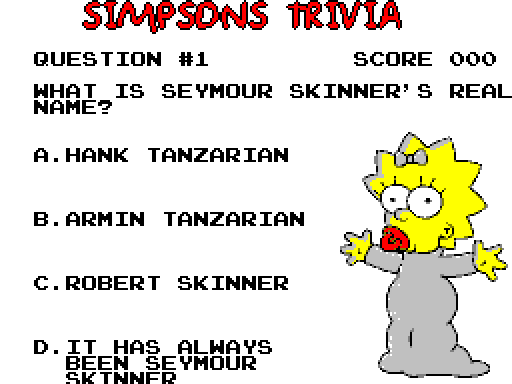 SIMPSONS TRIVIA
QUESTION #1 SCORE 000
WHAT IS SEYMOUR SKINNER'S REAL
NAME?
A.HANK TANZARIAN
B.ARMIN TANZARIAN
C.ROBERT SKINNER
D.IT HAS ALWAYS
BEEN SEYMOUR
SKINNER